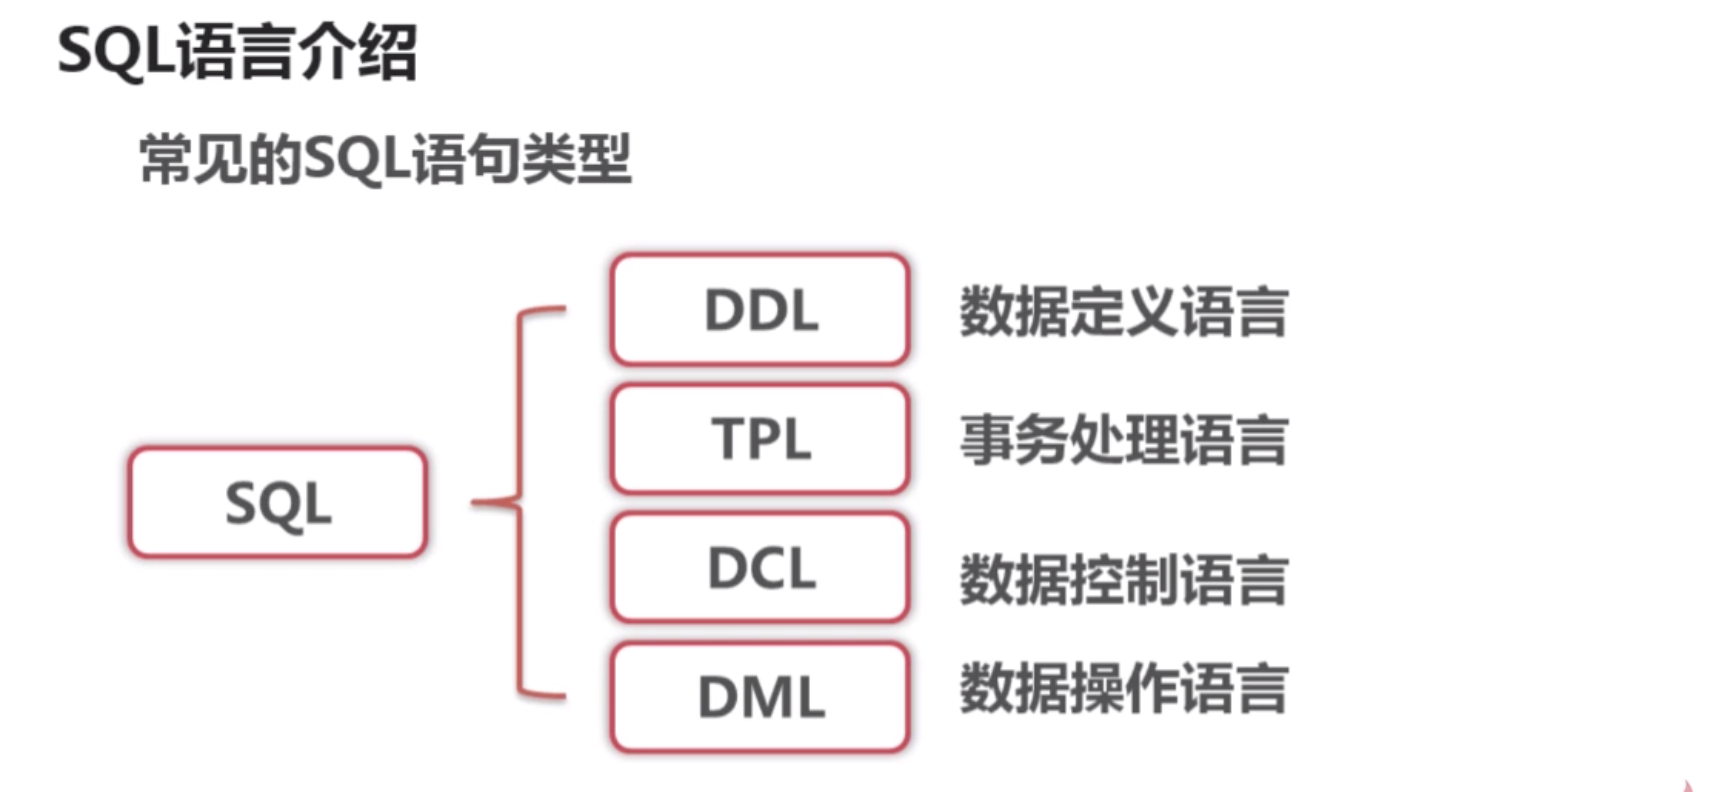 SQL语言介绍
常见的SQL语句类型
SQL
DDL 数据定义语言
TPL 事务处理语言
DCL 数据控制语言
DML 数据操作语言